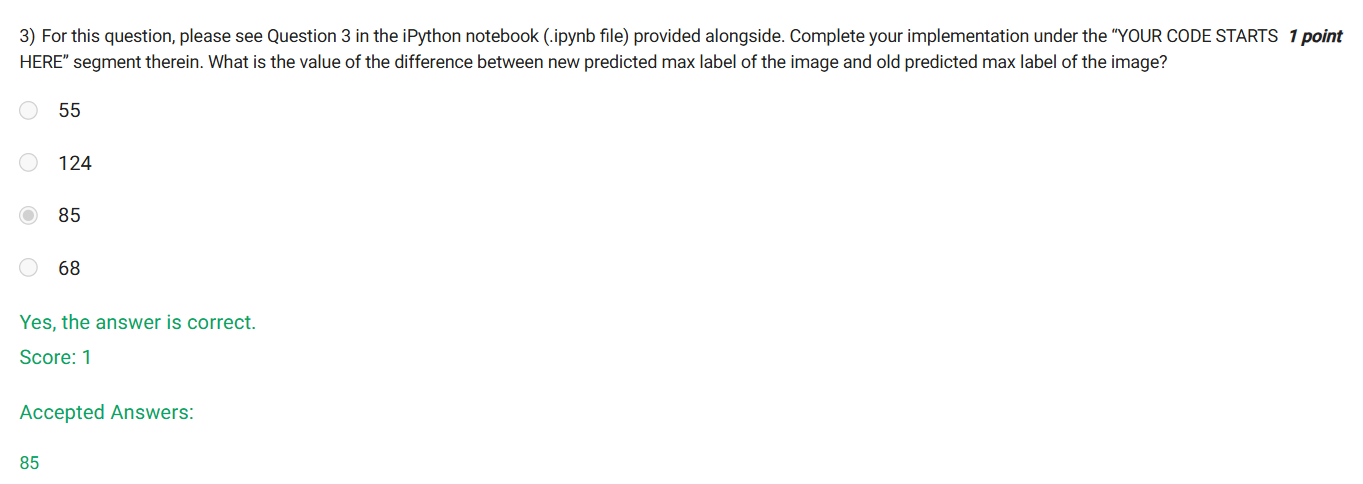 3) For this question, please see Question 3 in the iPython notebook (.ipynb file) provided alongside. Complete your implementation under the "YOUR CODE STARTS 1 point
HERE" segment therein. What is the value of the difference between new predicted max label of the image and old predicted max label of the image?
55
124
85
68
Yes, the answer is correct.
Score: 1
Accepted Answers:
85